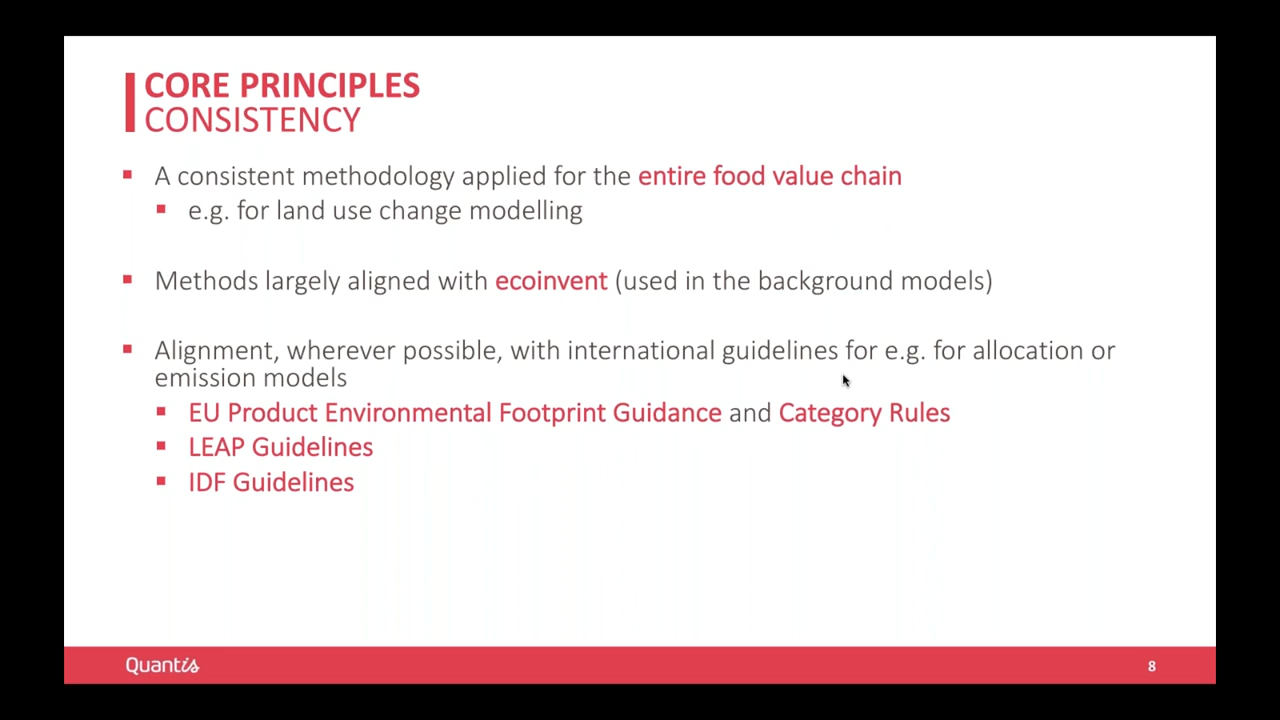 CORE PRINCIPLES
CONSISTENCY
A consistent methodology applied for the entire food value chain
e.g. for land use change modelling
Methods largely aligned with ecoinvent (used in the background models)
Alignment, wherever possible, with international guidelines for e.g. for allocation or
emission models
EU Product Environmental Footprint Guidance and Category Rules
LEAP Guidelines
IDF Guidelines
Quantis
8